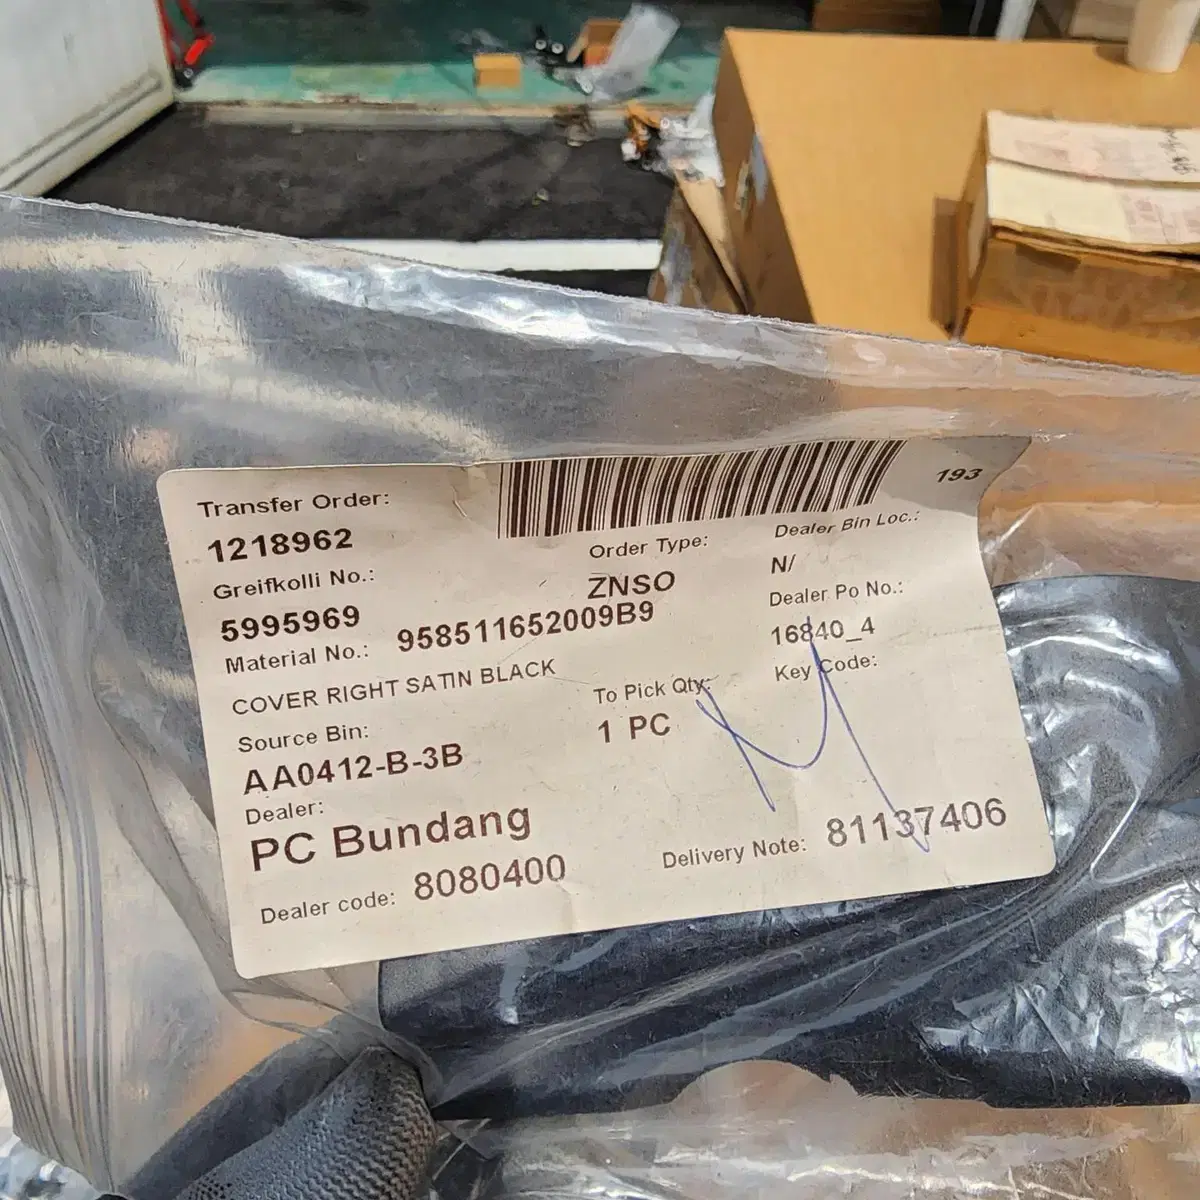 193
Transfer Order:
1218962
Order Type:
Dealer Bin Loc.:
Greifkolli No.:
ZNSO
N/
5995969
Dealer Po No.:
Material No.: 958511652009B9
16840_4
COVER RIGHT SATIN BLACK
To Pick Qty:
Key Code:
Source Bin:
1 PC
AA0412-B-3B
Dealer:
PC Bundang
Delivery Note: 81137406
Dealer code: 8080400